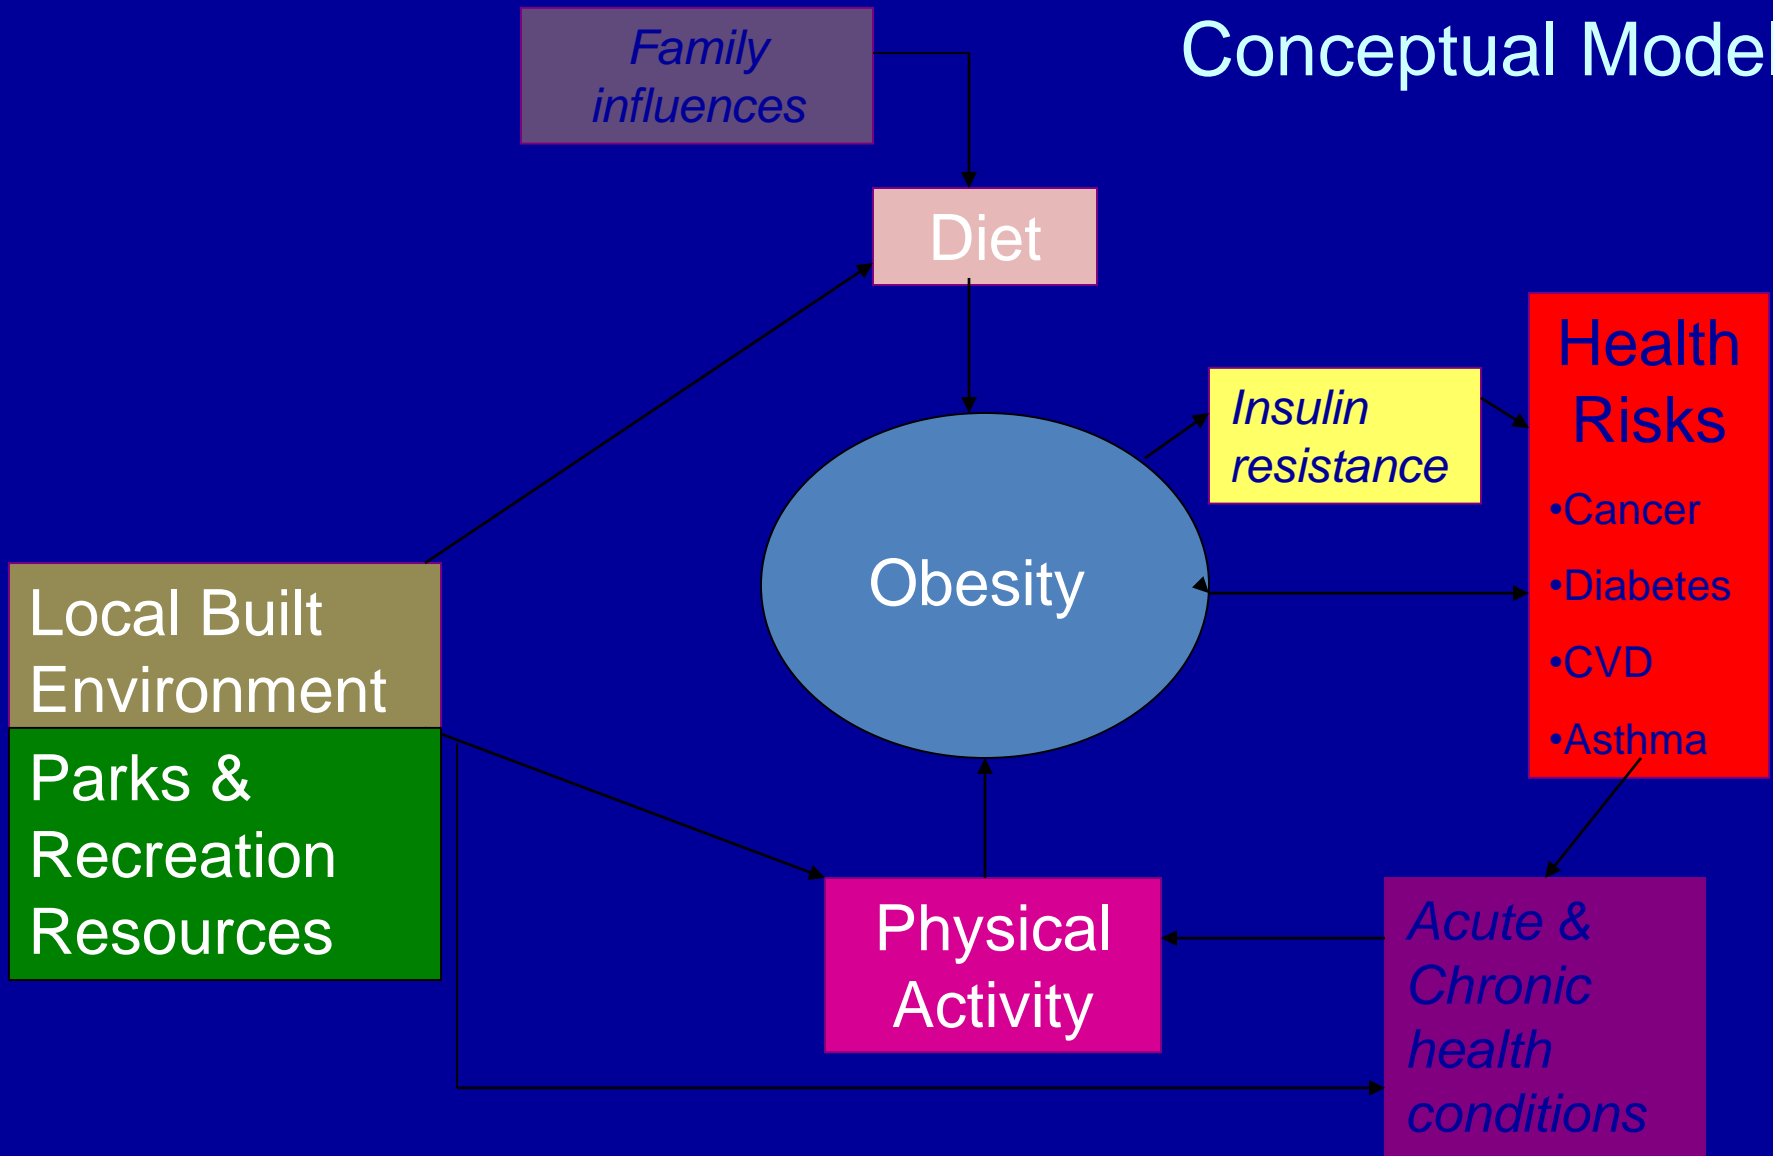 Conceptual Model
Family
influences
Diet
Health
Risks
•Cancer
•Diabetes
•CVD
•Asthma
Insulin
resistance
Obesity
Local Built
Environment
Parks &
Recreation
Resources
Physical
Activity
Acute &
Chronic
health
conditions